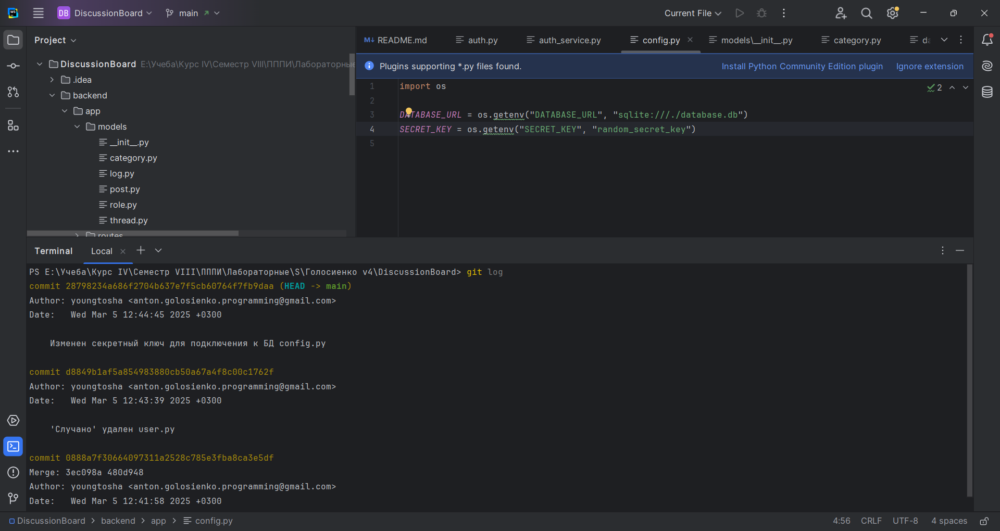 WS
DB DiscussionBoard main Current File
Project
DiscussionBoard E:\Учеба\Курс IV\Семестр VIII\ПППИ\Лабораторные
.idea
backend
app
models
__init__.py
category.py
log.py
post.py
role.py
thread.py
routes
README.md auth.py auth_service.py config.py models\__init__.py category.py da
Plugins supporting *.py files found. Install Python Community Edition plugin Ignore extension
2
1 import os
2
3 DATABASE_URL = os.getenv("DATABASE_URL", "sqlite:///./database.db")
4 SECRET_KEY = os.getenv("SECRET_KEY", "random_secret_key")
5
Terminal Local
PS E:\Учеба\Курс IV\Семестр VIII\ПППИ\Лабораторные\S\Голосиенко v4\DiscussionBoard> git log
commit 28798234a686f2704b637e7f5cb60764f7fb9daa (HEAD -> main)
Author: youngtosha <anton.golosienko.programming@gmail.com>
Date:   Wed Mar 5 12:44:45 2025 +0300
Изменен секретный ключ для подключения к БД config.py
commit d8849b1af5a854983880cb50a67a4f8c00c1762f
Author: youngtosha <anton.golosienko.programming@gmail.com>
Date:   Wed Mar 5 12:43:39 2025 +0300
'Случано' удален user.py
commit 0888a7f30664097311a2528c785e3fba8ca3e5df
Merge: 3ec098a 480d948
Author: youngtosha <anton.golosienko.programming@gmail.com>
Date:   Wed Mar 5 12:41:58 2025 +0300
DiscussionBoard > backend > app > config.py 4:56 CRLF UTF-8 4 spaces